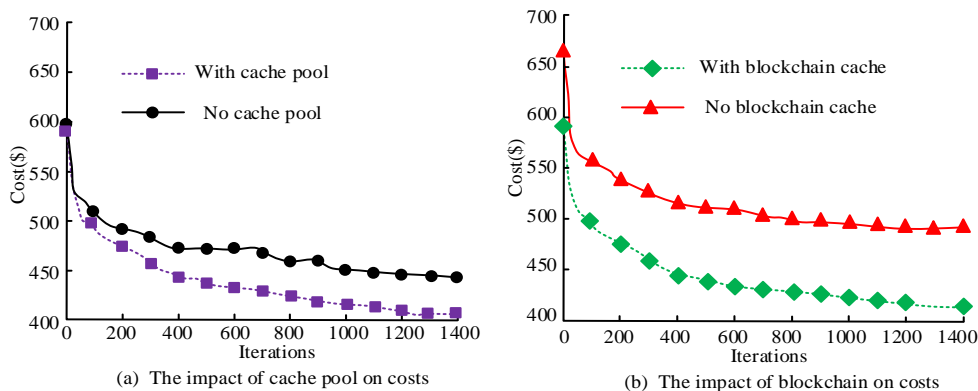 700
650
600
550
500
450
400
Cost($)
With cache pool
No cache pool
0 200 400 600 800 1000 1200 1400
Iterations
(a) The impact of cache pool on costs
700
650
600
550
500
450
400
Cost($)
With blockchain cache
No blockchain cache
0 200 400 600 800 1000 1200 1400
Iterations
(b) The impact of blockchain on costs